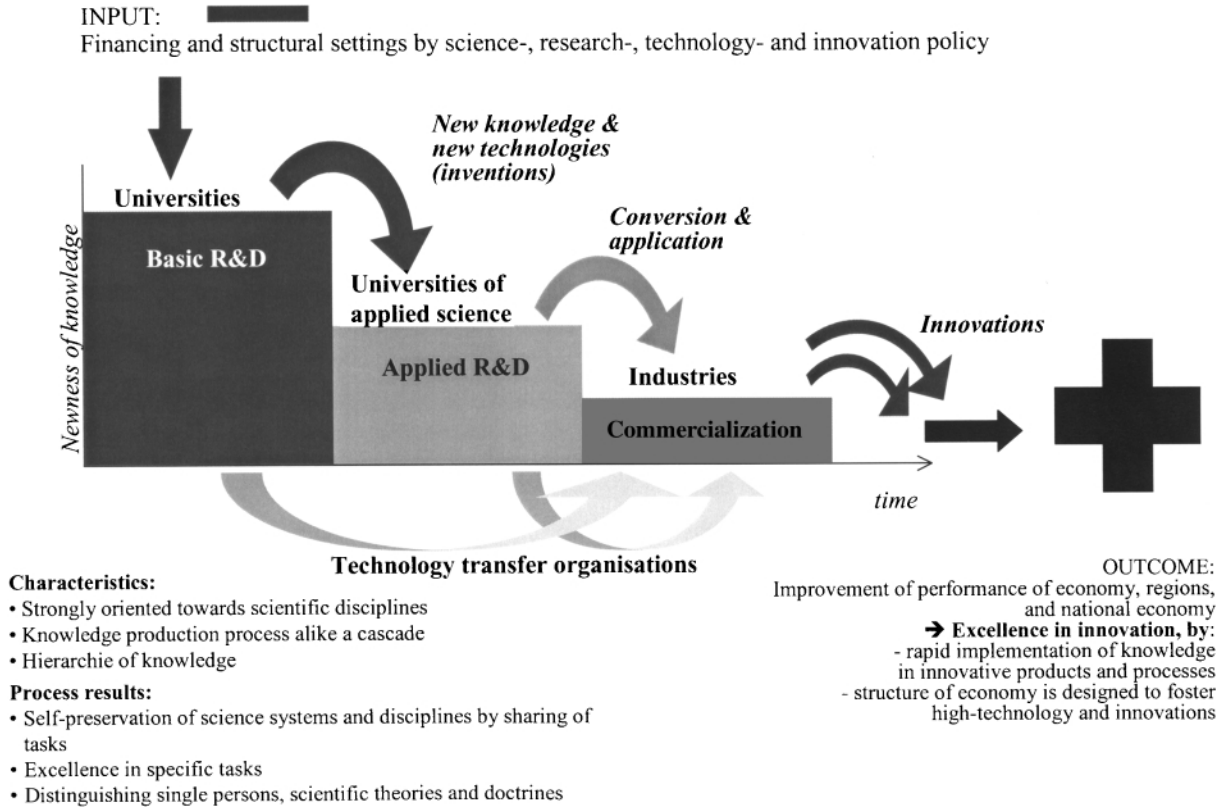 INPUT:
Financing and structural settings by science-, research-, technology- and innovation policy
New knowledge &
new technologies
(inventions)
Universities
Conversion &
application
Basic R&D
Newness of knowledge
Universities of
applied science
Innovations
Applied R&D
Industries
Commercialization
time
Technology transfer organisations
Characteristics:
• Strongly oriented towards scientific disciplines
• Knowledge production process alike a cascade
• Hierarchie of knowledge
Process results:
• Self-preservation of science systems and disciplines by sharing of
tasks
• Excellence in specific tasks
• Distinguishing single persons, scientific theories and doctrines
OUTCOME:
Improvement of performance of economy, regions,
and national economy
➔ Excellence in innovation, by:
- rapid implementation of knowledge
in innovative products and processes
- structure of economy is designed to foster
high-technology and innovations